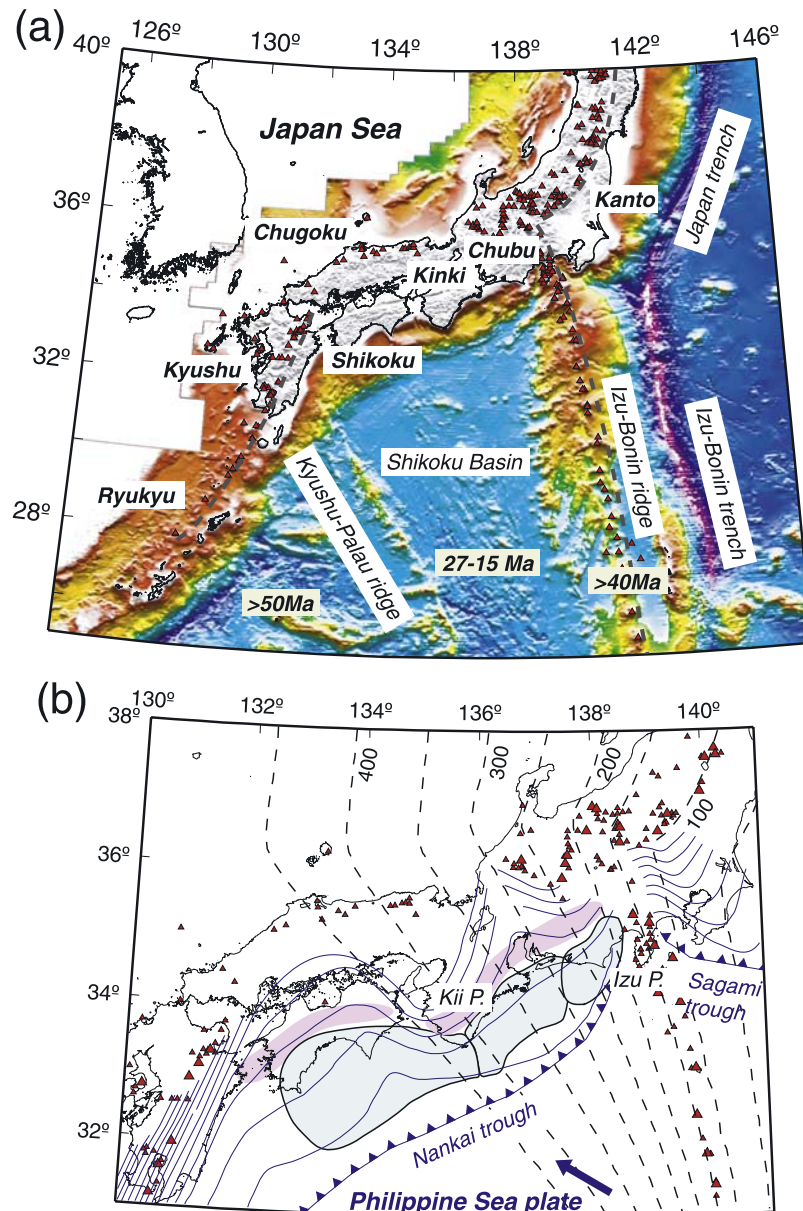 (a)
126º
130º
134º
138º
142º
146º
40º
36º
32º
28º
Japan Sea
Japan trench
Kanto
Chugoku
Chubu
Kinki
Kyushu
Shikoku
Izu-Bonin ridge
Izu-Bonin trench
Shikoku Basin
Kyushu-Palau ridge
Ryukyu
27-15 Ma
>40Ma
>50Ma
(b)
130º
132º
134º
136º
138º
140º
38º
36º
34º
32º
400
300
200
100
Kii P.
Izu P.
Sagami
trough
Nankai trough
Philippine Sea plate